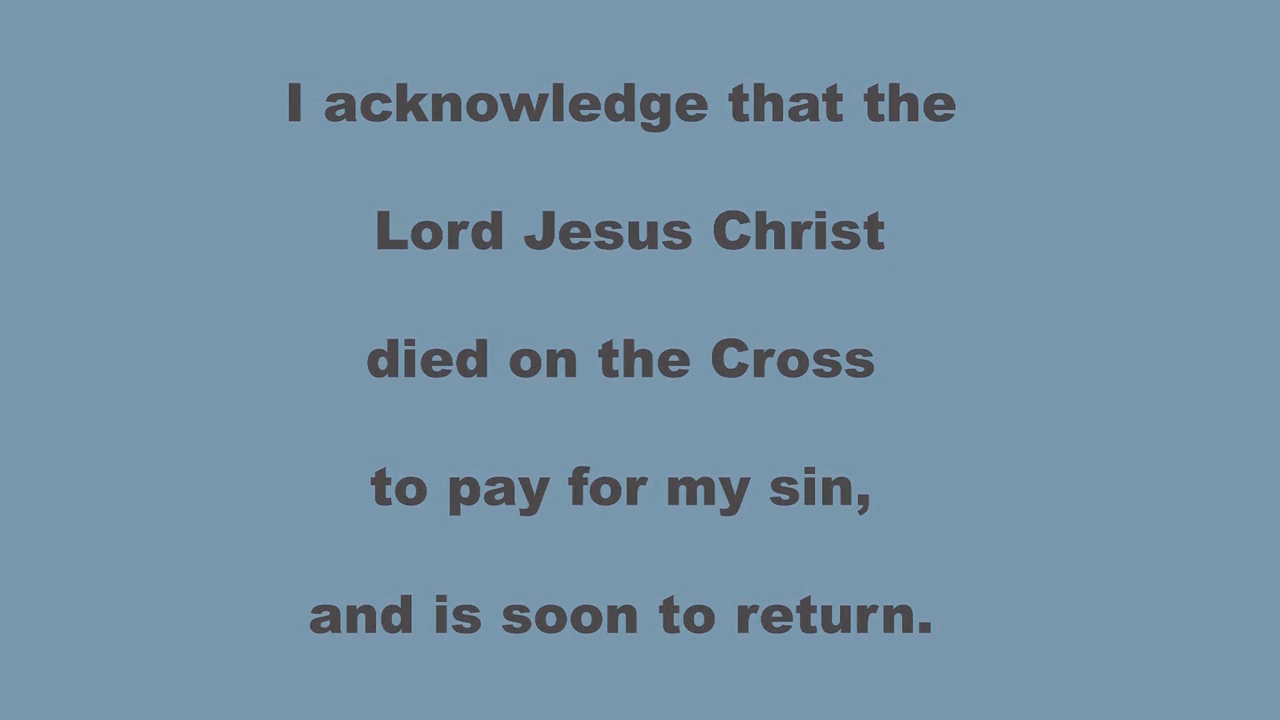 I acknowledge that the
Lord Jesus Christ
died on the Cross
to pay for my sin,
and is soon to return.